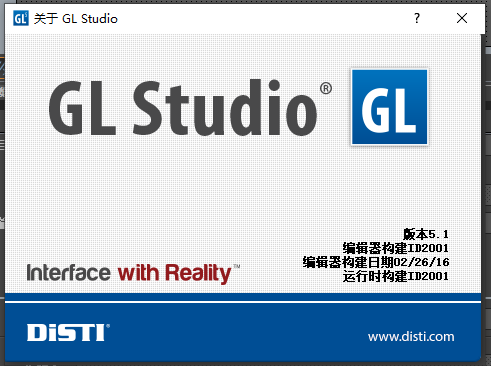 GL 关于 GL Studio
GL Studio® GL
版本5.1
编辑器构建ID2001
编辑器构建日期02/26/16
运行时构建ID2001
Interface with Reality™
DiSTI®
www.disti.com